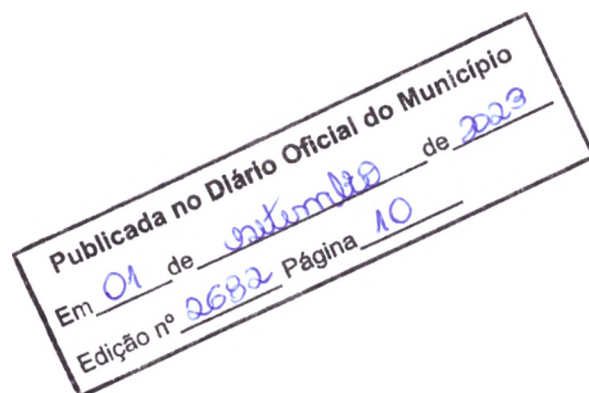 Publicada no Diário Oficial do Município
Em 01 de setembro de 2023
Edição nº 2682 Página 10